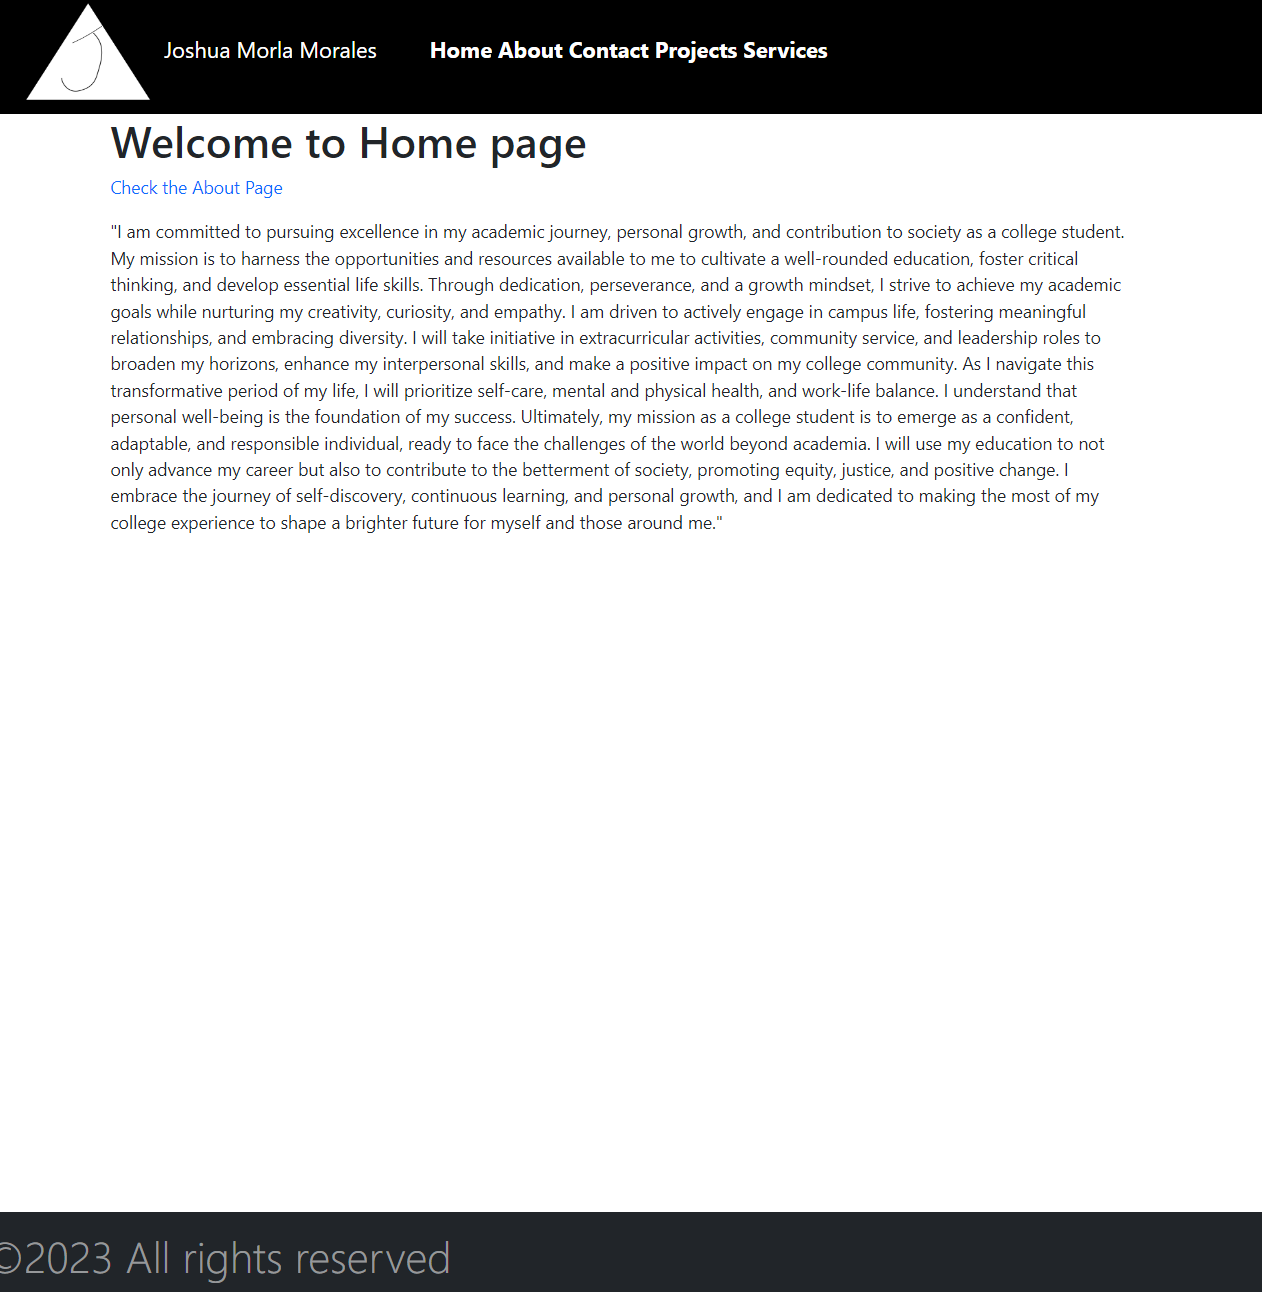 J
Joshua Morla Morales
Home About Contact Projects Services
Welcome to Home page
Check the About Page
"I am committed to pursuing excellence in my academic journey, personal growth, and contribution to society as a college student.
My mission is to harness the opportunities and resources available to me to cultivate a well-rounded education, foster critical
thinking, and develop essential life skills. Through dedication, perseverance, and a growth mindset, I strive to achieve my academic
goals while nurturing my creativity, curiosity, and empathy. I am driven to actively engage in campus life, fostering meaningful
relationships, and embracing diversity. I will take initiative in extracurricular activities, community service, and leadership roles to
broaden my horizons, enhance my interpersonal skills, and make a positive impact on my college community. As I navigate this
transformative period of my life, I will prioritize self-care, mental and physical health, and work-life balance. I understand that
personal well-being is the foundation of my success. Ultimately, my mission as a college student is to emerge as a confident,
adaptable, and responsible individual, ready to face the challenges of the world beyond academia. I will use my education to not
only advance my career but also to contribute to the betterment of society, promoting equity, justice, and positive change. I
embrace the journey of self-discovery, continuous learning, and personal growth, and I am dedicated to making the most of my
college experience to shape a brighter future for myself and those around me."
©2023 All rights reserved